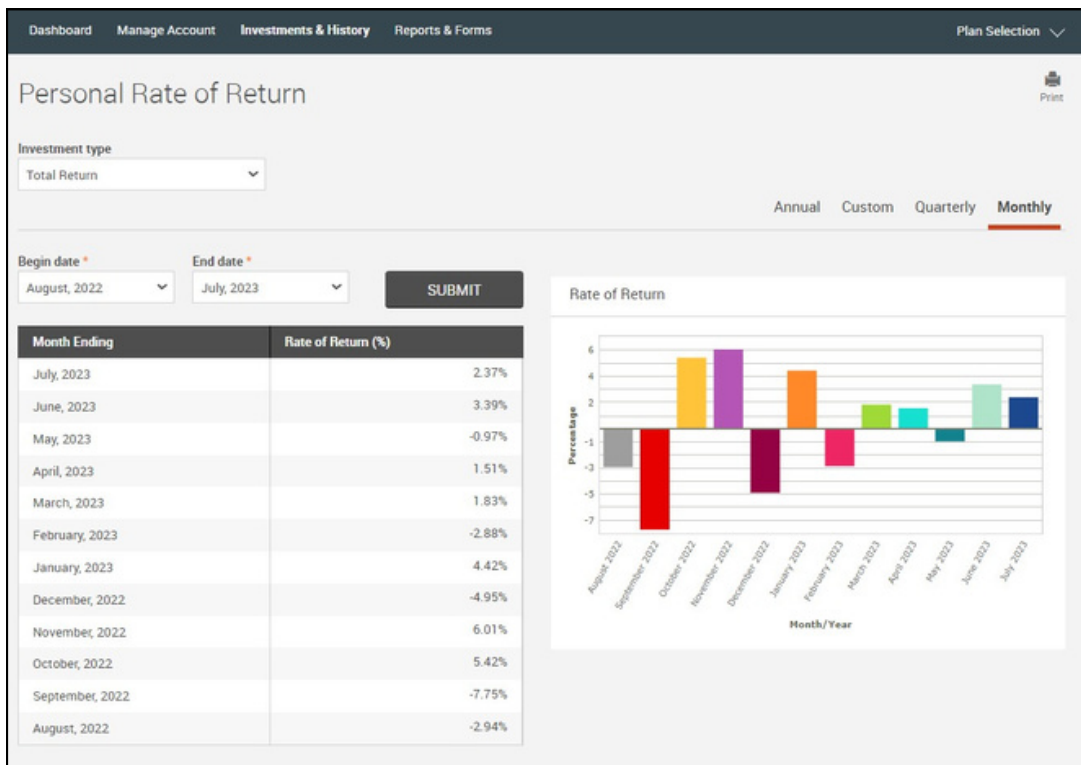 Dashboard Manage Account Investments & History Reports & Forms Plan Selection
Personal Rate of Return
Print
Investment type
Total Return
Annual Custom Quarterly Monthly
Begin date * End date *
August, 2022 July, 2023 SUBMIT
Month Ending Rate of Return (%)
July, 2023 2.37%
June, 2023 3.39%
May, 2023 -0.97%
April, 2023 1.51%
March, 2023 1.83%
February, 2023 -2.88%
January, 2023 4.42%
December, 2022 -4.95%
November, 2022 6.01%
October, 2022 5.42%
September, 2022 -7.75%
August, 2022 -2.94%
Rate of Return
Percentage
6
4
2
-1
-3
-5
-7
August 2022
September 2022
October 2022
November 2022
December 2022
January 2023
February 2023
March 2023
April 2023
May 2023
June 2023
July 2023
Month/Year